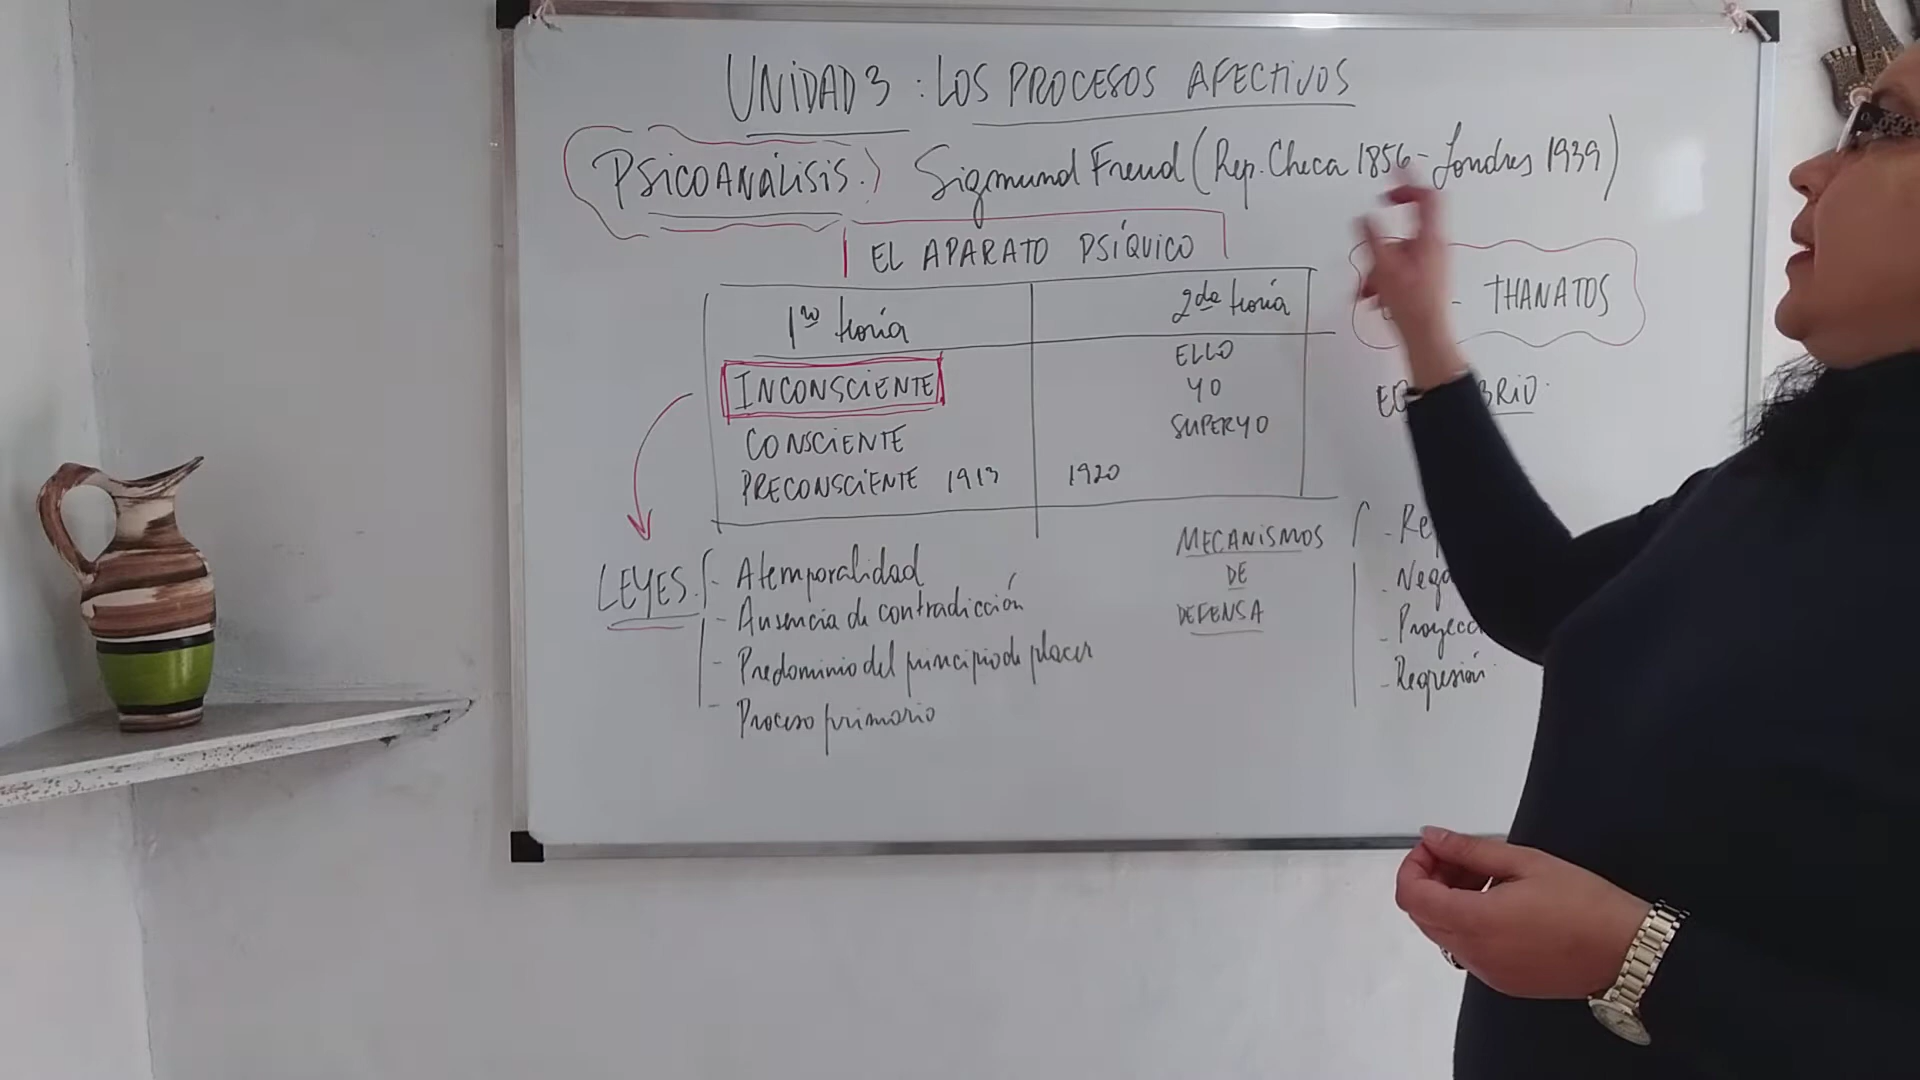 UNIDAD 3 : LOS PROCESOS AFECTIVOS
PSICOANÁLISIS. Sigmund Freud (Rep. Checa 1856 - Londres 1939)
EL APARATO PSÍQUICO
1ra teoría
INCONSCIENTE
CONSCIENTE
PRECONSCIENTE 1913
2da teoría
ELLO
YO
SUPERYO
1920
- THANATOS
LEYES.
- Atemporalidad
- Ausencia de contradicción
- Predominio del principio de placer
- Proceso primario
MECANISMOS
DE
DEFENSA
- Regresión